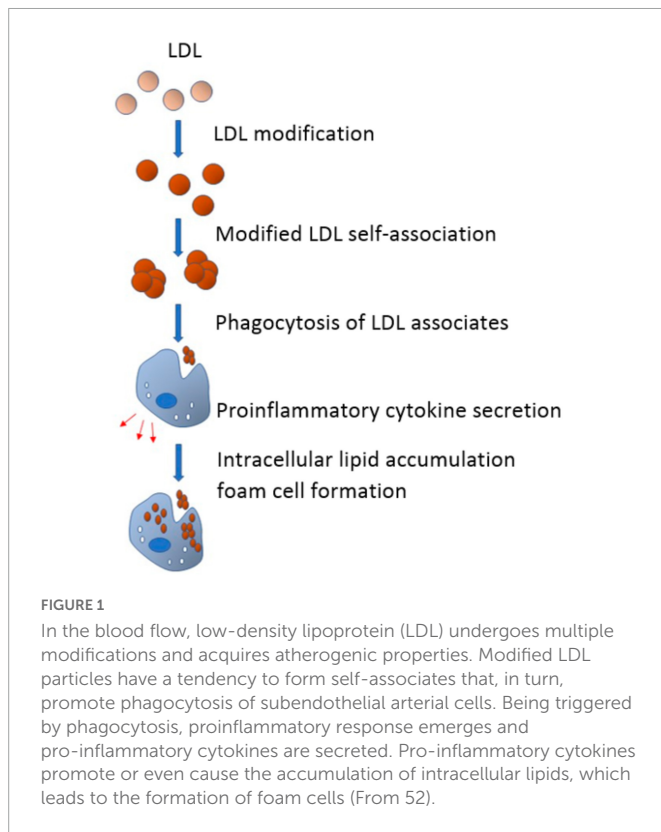 LDL
LDL modification
Modified LDL self-association
Phagocytosis of LDL associates
Proinflammatory cytokine secretion
Intracellular lipid accumulation
foam cell formation
FIGURE 1
In the blood flow, low-density lipoprotein (LDL) undergoes multiple
modifications and acquires atherogenic properties. Modified LDL
particles have a tendency to form self-associates that, in turn,
promote phagocytosis of subendothelial arterial cells. Being triggered
by phagocytosis, proinflammatory response emerges and
pro-inflammatory cytokines are secreted. Pro-inflammatory cytokines
promote or even cause the accumulation of intracellular lipids, which
leads to the formation of foam cells (From 52).